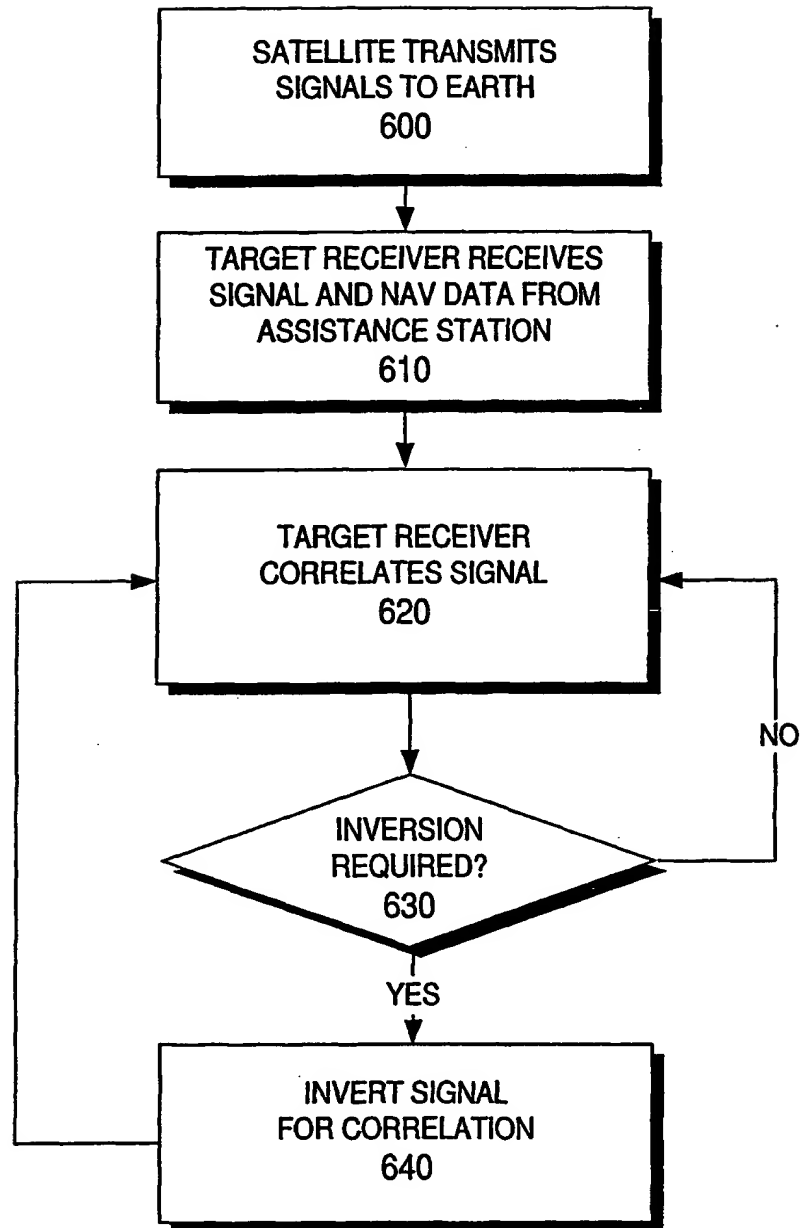 SATELLITE TRANSMITS
SIGNALS TO EARTH
600
TARGET RECEIVER RECEIVES
SIGNAL AND NAV DATA FROM
ASSISTANCE STATION
610
TARGET RECEIVER
CORRELATES SIGNAL
620
NO
INVERSION
REQUIRED?
630
YES
INVERT SIGNAL
FOR CORRELATION
640